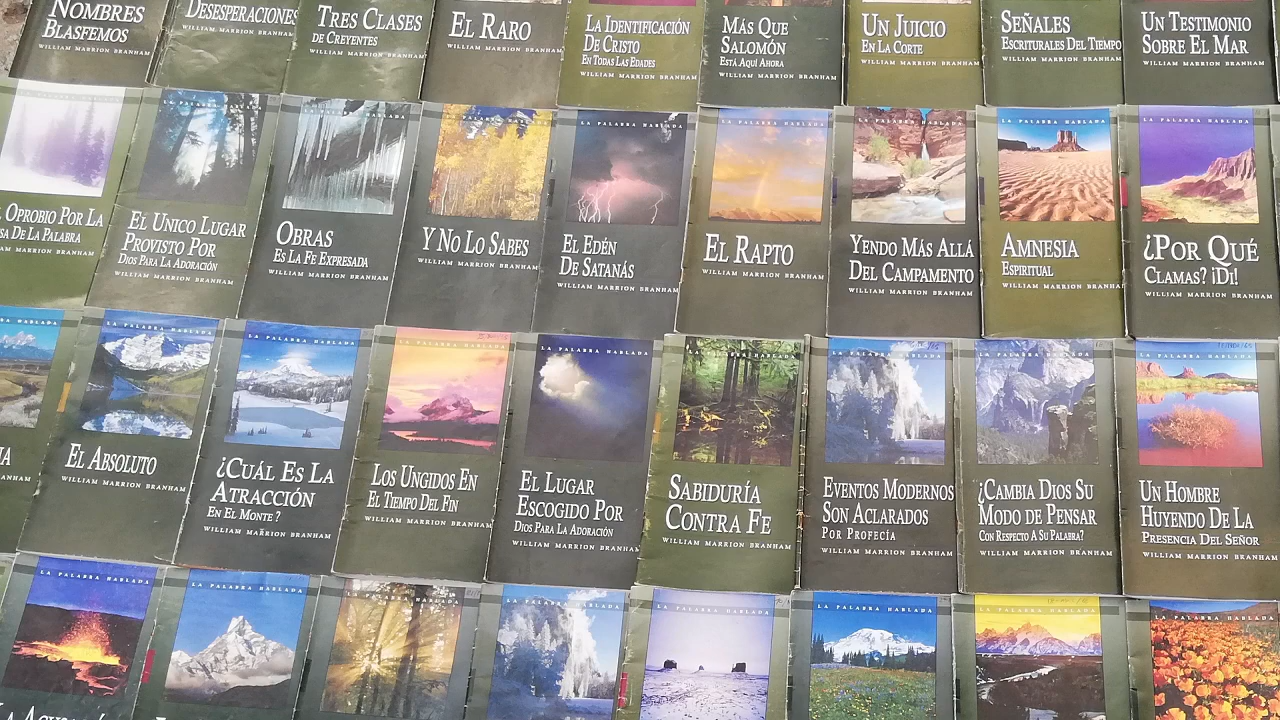 NOMBRES
BLASFEMOS
WILLIAM MARRION BRANHAM
DESESPERACIONES
WILLIAM MARRION BRANHAM
TRES CLASES
DE CREYENTES
WILLIAM MARRION BRANHAM
EL RARO
WILLIAM MARRION BRANHAM
LA IDENTIFICACIÓN
DE CRISTO
EN TODAS LAS EDADES
WILLIAM MARRION BRANHAM
MÁS QUE
SALOMÓN
ESTÁ AQUÍ AHORA
WILLIAM MARRION BRANHAM
UN JUICIO
EN LA CORTE
WILLIAM MARRION BRANHAM
SEÑALES
ESCRITURALES DEL TIEMPO
WILLIAM MARRION BRANHAM
UN TESTIMONIO
SOBRE EL MAR
WILLIAM MARRION BRANHAM
OPROBIO POR LA
DE LA PALABRA
MARRION BRANHAM
LA PALABRA HABLADA
EL UNICO LUGAR
PROVISTO POR
DIOS PARA LA ADORACIÓN
WILLIAM MARRION BRANHAM
LA PALABRA HABLADA
OBRAS
ES LA FE EXPRESADA
WILLIAM MARRION BRANHAM
LA PALABRA HABLADA
Y NO LO SABES
WILLIAM MARRION BRANHAM
LA PALABRA HABLADA
EL EDÉN
DE SATANÁS
WILLIAM MARRION BRANHAM
LA PALABRA HABLADA
EL RAPTO
WILLIAM MARRION BRANHAM
LA PALABRA HABLADA
YENDO MÁS ALLÁ
DEL CAMPAMENTO
WILLIAM MARRION BRANHAM
LA PALABRA HABLADA
AMNESIA
ESPIRITUAL
WILLIAM MARRION BRANHAM
LA PALABRA HABLADA
¿POR QUÉ
CLAMAS? ¡DI!
WILLIAM MARRION BRANHAM
HABLADA
LA PALABRA HABLADA
EL ABSOLUTO
WILLIAM MARRION BRANHAM
LA PALABRA HABLADA
¿CUÁL ES LA
ATRACCIÓN
EN EL MONTE?
WILLIAM MARRION BRANHAM
LA PALABRA HABLADA
LOS UNGIDOS EN
EL TIEMPO DEL FIN
WILLIAM MARRION BRANHAM
LA PALABRA HABLADA
EL LUGAR
ESCOGIDO POR
DIOS PARA LA ADORACIÓN
WILLIAM MARRION BRANHAM
LA PALABRA HABLADA
SABIDURÍA
CONTRA FE
WILLIAM MARRION BRANHAM
LA PALABRA HABLADA
EVENTOS MODERNOS
SON ACLARADOS
POR PROFECÍA
WILLIAM MARRION BRANHAM
LA PALABRA HABLADA
¿CAMBIA DIOS SU
MODO DE PENSAR
CON RESPECTO A SU PALABRA?
WILLIAM MARRION BRANHAM
LA PALABRA HABLADA
UN HOMBRE
HUYENDO DE LA
PRESENCIA DEL SEÑOR
WILLIAM MARRION BRANHAM
LA PALABRA HABLADA
LA PALABRA HABLADA
LA PALABRA HABLADA
LA PALABRA HABLADA
LA PALABRA HABLADA
LA PALABRA HABLADA
LA PALABRA HABLADA
LA PALABRA HABLADA